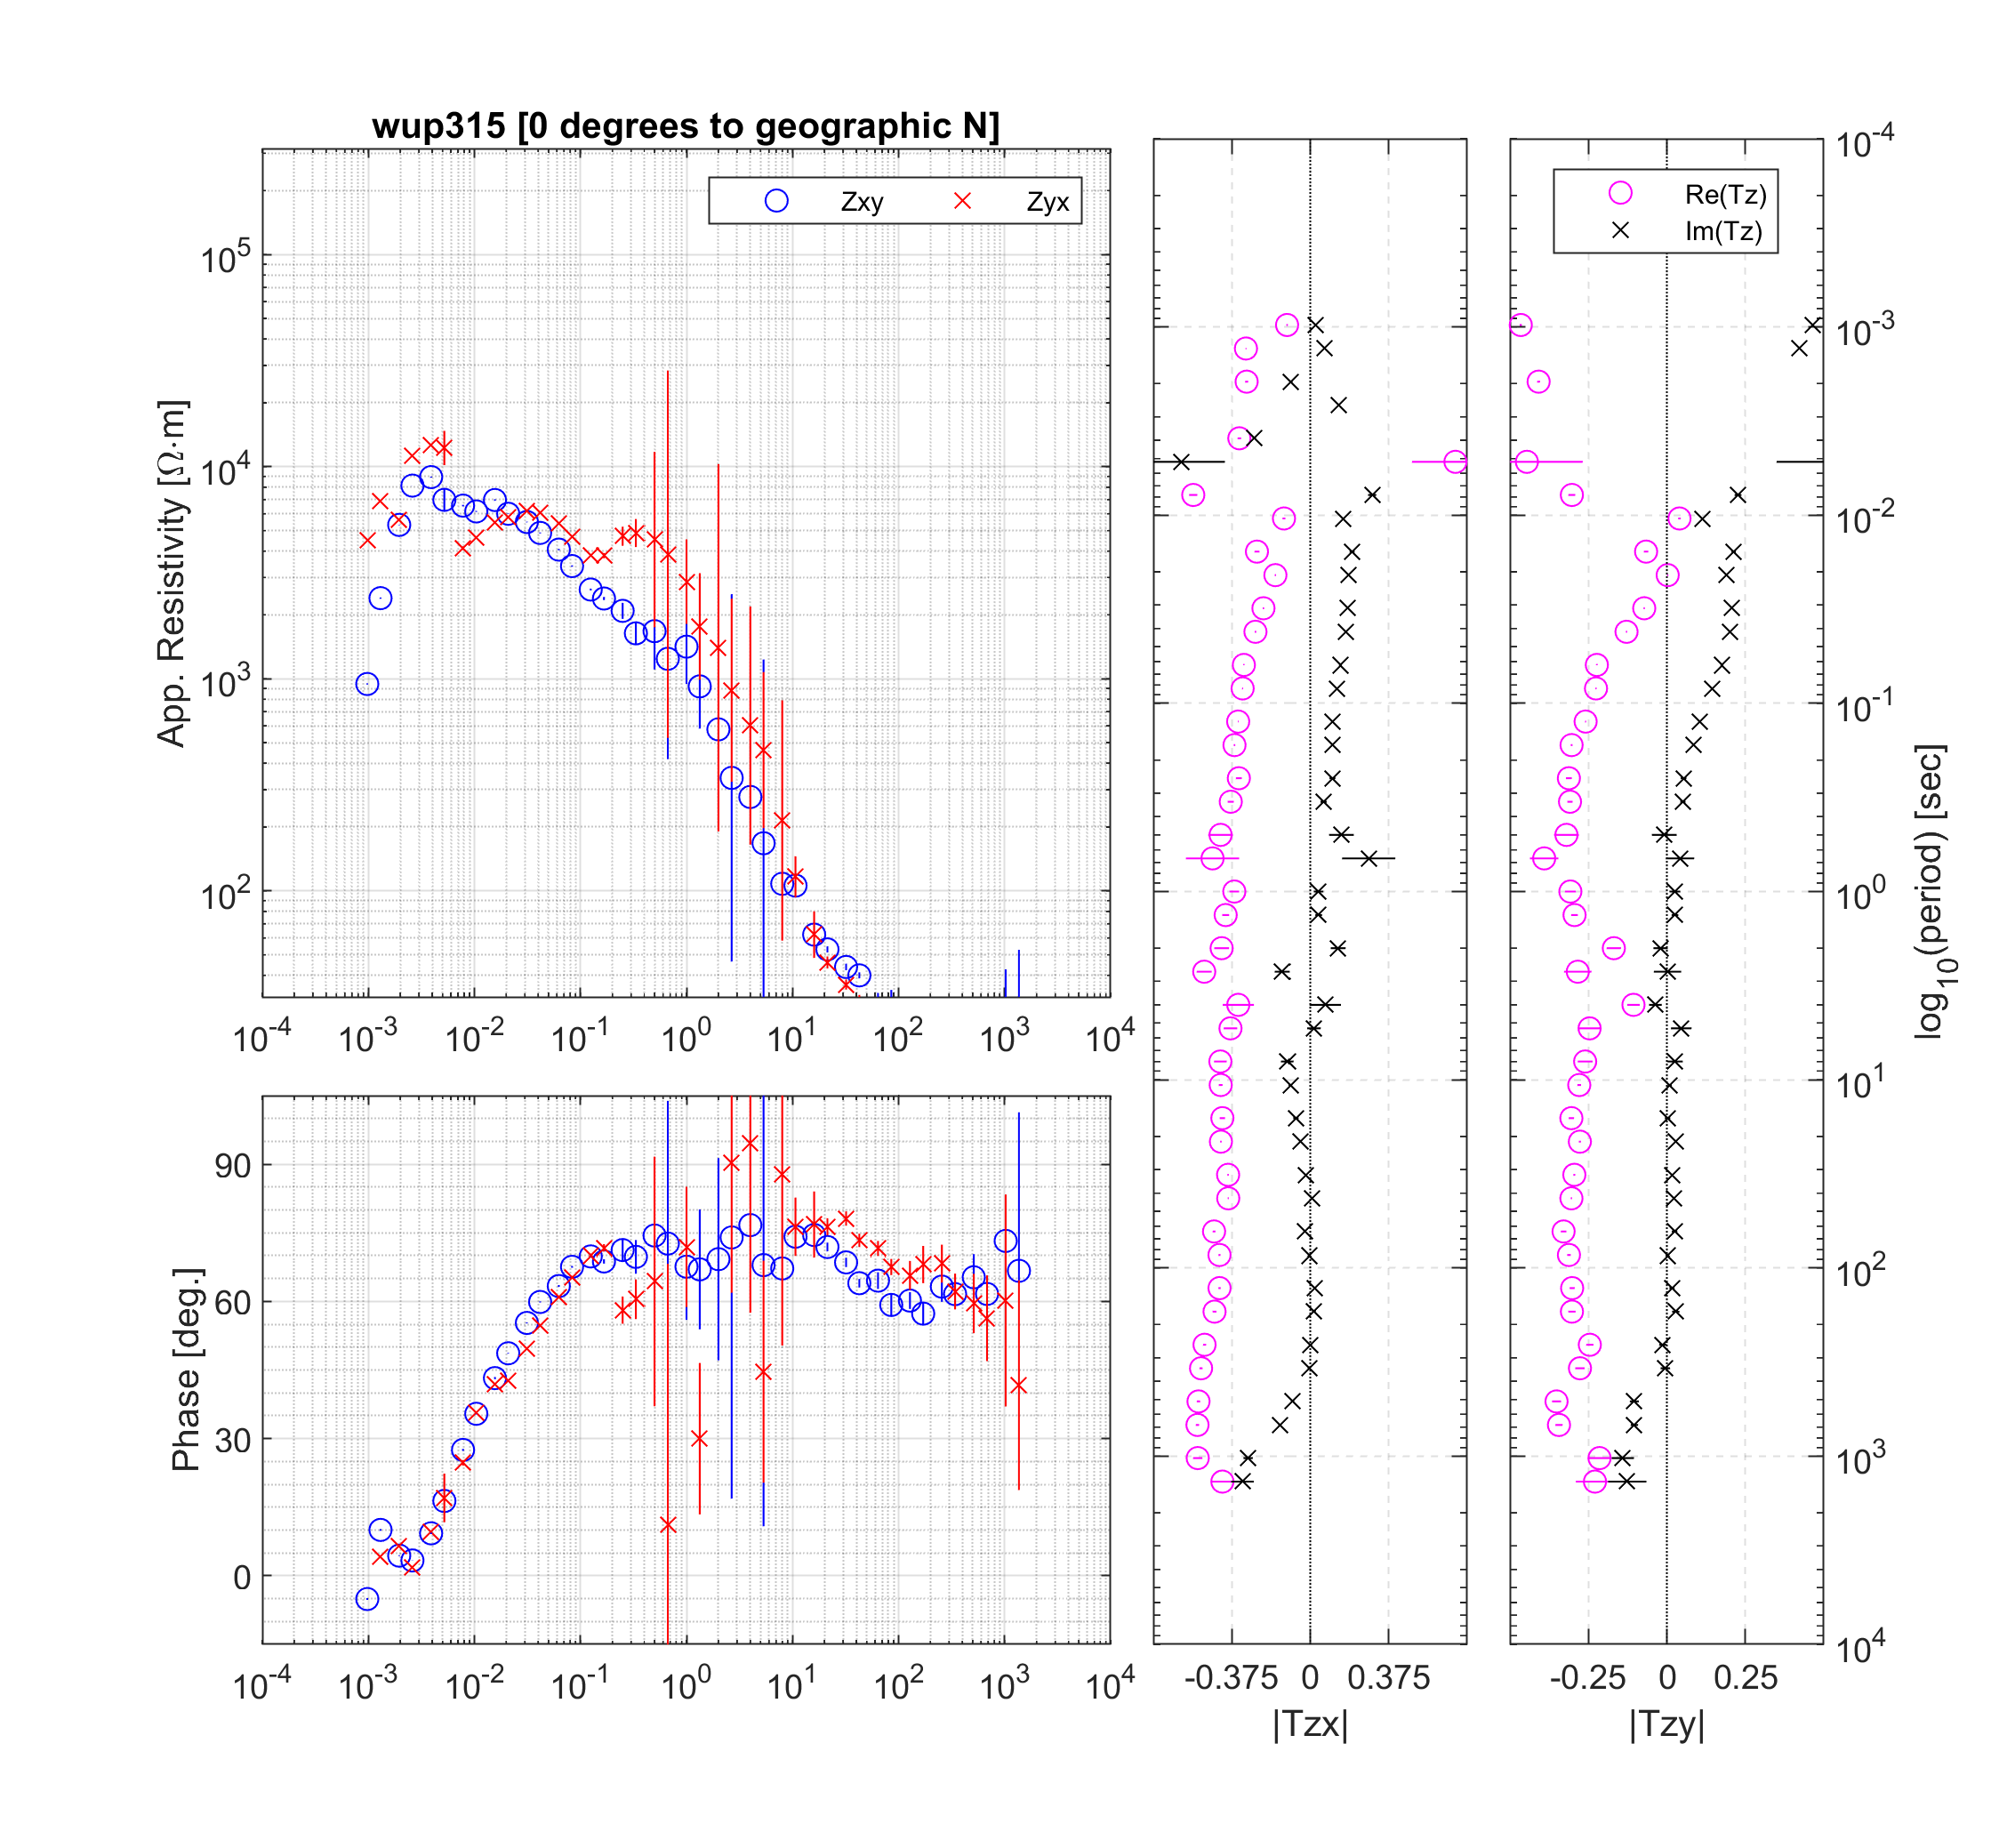 wup315 [0 degrees to geographic N]
Zxy Zyx
App. Resistivity [Ω·m]
10^5
10^4
10^3
10^2
10^-4 10^-3 10^-2 10^-1 10^0 10^1 10^2 10^3 10^4
Phase [deg.]
90
60
30
0
10^-4 10^-3 10^-2 10^-1 10^0 10^1 10^2 10^3 10^4
-0.375 0 0.375
|Tzx|
Re(Tz)
Im(Tz)
10^-4
10^-3
10^-2
10^-1
10^0
10^1
10^2
10^3
10^4
log10(period) [sec]
-0.25 0 0.25
|Tzy|